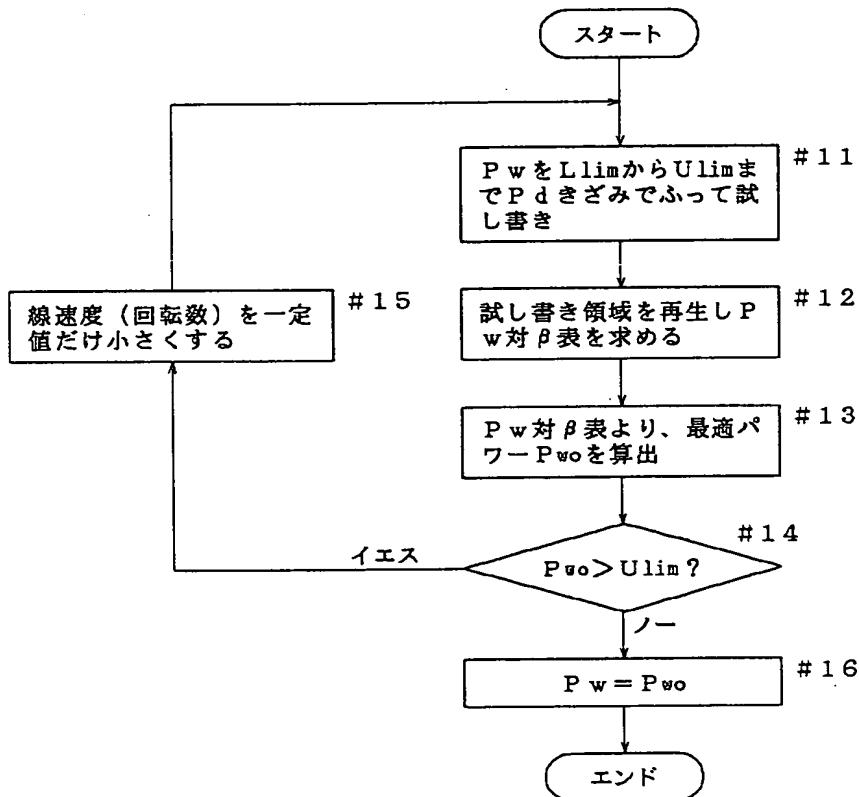 スタート
#11
PwをLlimからUlimま
でPdきざみでふって試
し書き
#15
線速度(回転数)を一定
値だけ小さくする
#12
試し書き領域を再生しP
w対β表を求める
#13
Pw対β表より、最適パ
ワーPwoを算出
#14
イエス
Pwo>Ulim?
ノー
#16
Pw=Pwo
エンド